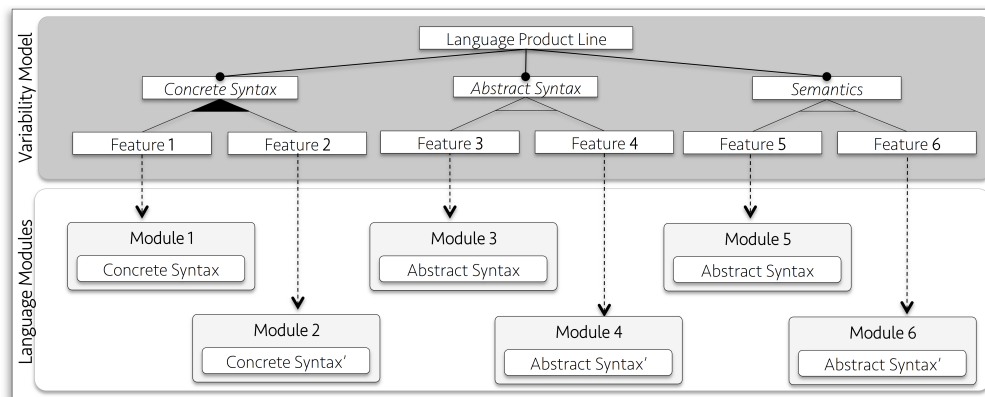 Variability Model
Language Product Line
Concrete Syntax
Abstract Syntax
Semantics
Feature 1
Feature 2
Feature 3
Feature 4
Feature 5
Feature 6
Language Modules
Module 1
Concrete Syntax
Module 3
Abstract Syntax
Module 5
Abstract Syntax
Module 2
Concrete Syntax’
Module 4
Abstract Syntax’
Module 6
Abstract Syntax’